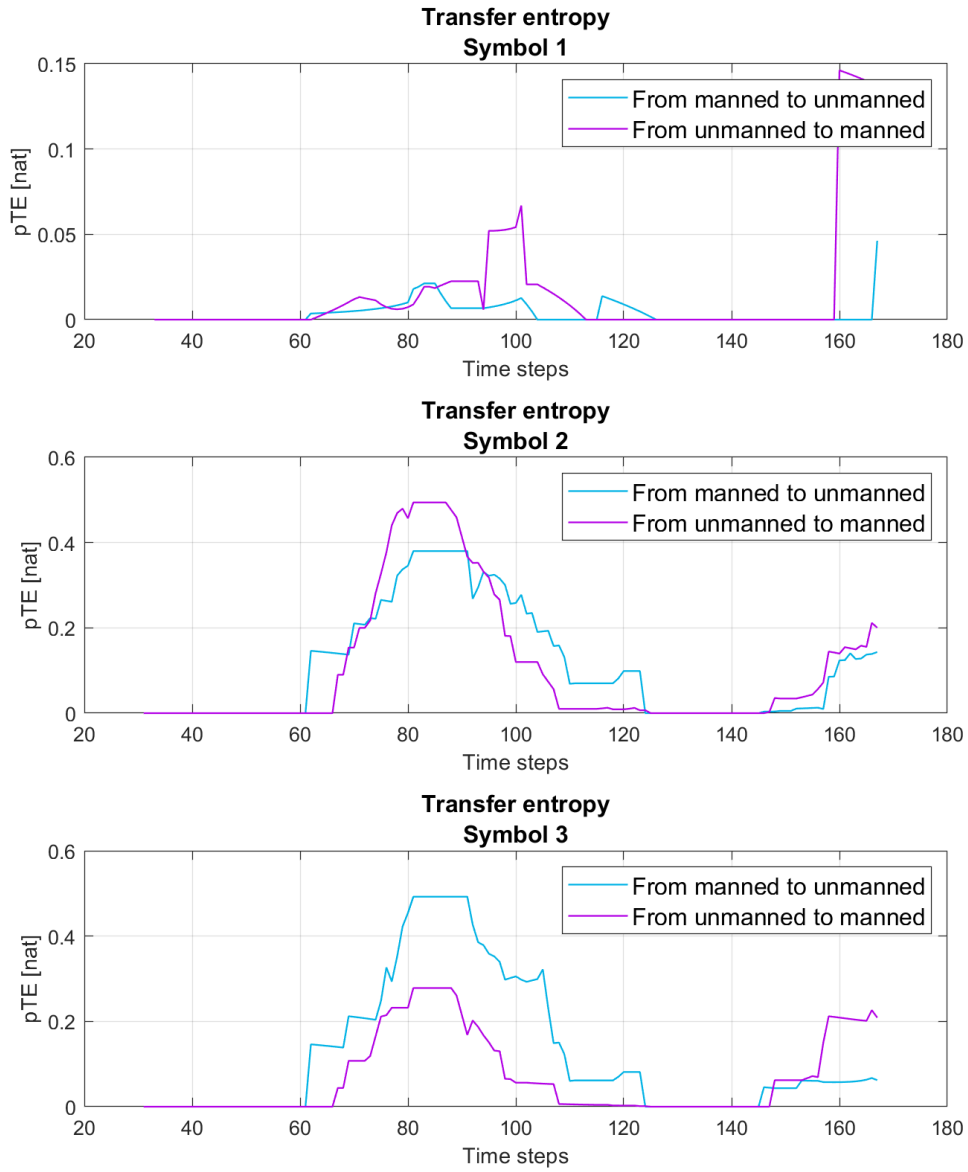 Transfer entropy
Symbol 1
0.15
0.1
0.05
0
pTE [nat]
From manned to unmanned
From unmanned to manned
20 40 60 80 100 120 140 160 180
Time steps
Transfer entropy
Symbol 2
0.6
0.4
0.2
0
pTE [nat]
From manned to unmanned
From unmanned to manned
20 40 60 80 100 120 140 160 180
Time steps
Transfer entropy
Symbol 3
0.6
0.4
0.2
0
pTE [nat]
From manned to unmanned
From unmanned to manned
20 40 60 80 100 120 140 160 180
Time steps